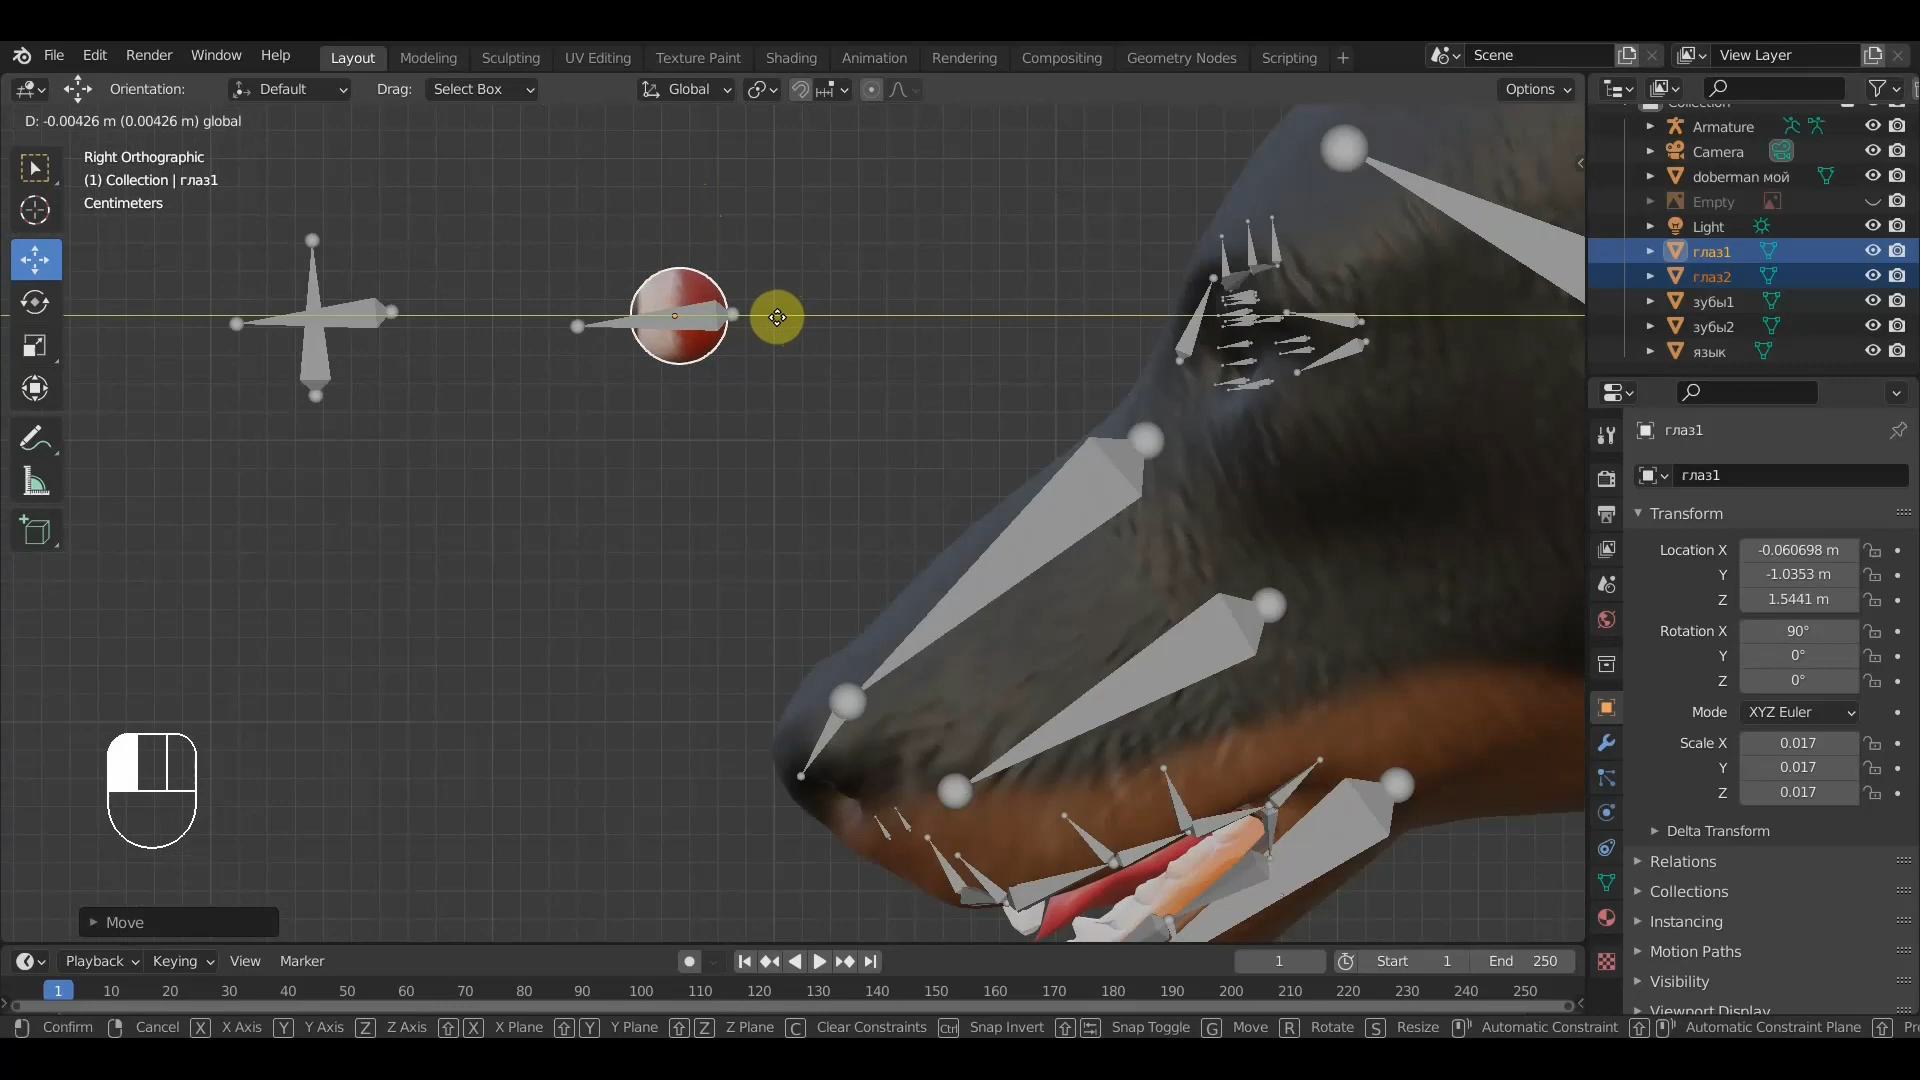 File Edit Render Window Help Layout Modeling Sculpting UV Editing Texture Paint Shading Animation Rendering Compositing Geometry Nodes Scripting + Scene View Layer
Orientation: Default Drag: Select Box Global Options
D: -0.00426 m (0.00426 m) global
Right Orthographic
(1) Collection | глаз1
Centimeters
Collection
Armature
Camera
doberman мой
Empty
Light
глаз1
глаз2
зубы1
зубы2
язык
глаз1
глаз1
Transform
Location X -0.060698 m
Y -1.0353 m
Z 1.5441 m
Rotation X 90°
Y 0°
Z 0°
Mode XYZ Euler
Scale X 0.017
Y 0.017
Z 0.017
Delta Transform
Relations
Collections
Instancing
Motion Paths
Visibility
Viewport Display
Move
Playback Keying View Marker 1 Start 1 End 250
1 10 20 30 40 50 60 70 80 90 100 110 120 130 140 150 160 170 180 190 200 210 220 230 240 250
Confirm Cancel X X Axis Y Y Axis Z Z Axis X X Plane Y Y Plane Z Z Plane C Clear Constraints Ctrl Snap Invert Snap Toggle G Move R Rotate S Resize Automatic Constraint Automatic Constraint Plane